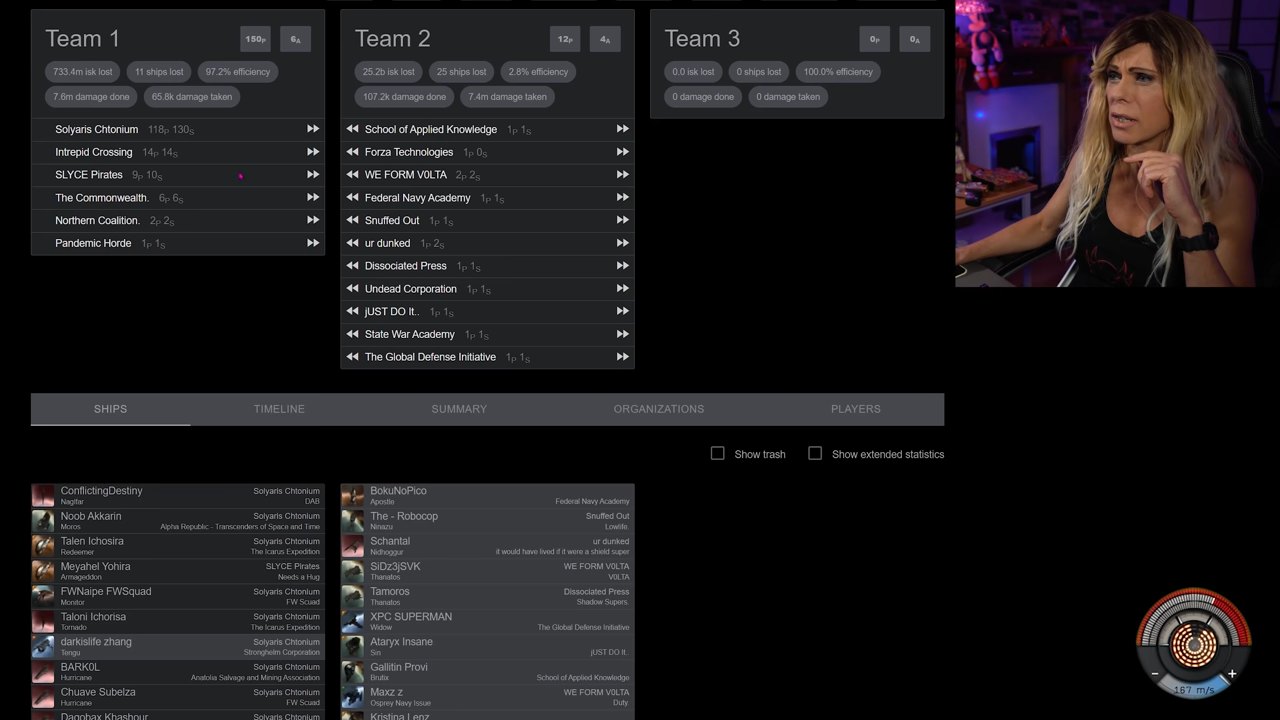 Team 1
150P
6A
733.4m isk lost
11 ships lost
97.2% efficiency
7.6m damage done
65.8k damage taken
Solyaris Chtonium 118P 130S
Intrepid Crossing 14P 14S
SLYCE Pirates 9P 10S
The Commonwealth. 6P 6S
Northern Coalition. 2P 2S
Pandemic Horde 1P 1S
Team 2
12P
4A
25.2b isk lost
25 ships lost
2.8% efficiency
107.2k damage done
7.4m damage taken
School of Applied Knowledge 1P 1S
Forza Technologies 1P 0S
WE FORM V0LTA 2P 2S
Federal Navy Academy 1P 1S
Snuffed Out 1P 1S
ur dunked 1P 2S
Dissociated Press 1P 1S
Undead Corporation 1P 1S
jUST DO It.. 1P 1S
State War Academy 1P 1S
The Global Defense Initiative 1P 1S
Team 3
0P
0A
0.0 isk lost
0 ships lost
100.0% efficiency
0 damage done
0 damage taken
SHIPS TIMELINE SUMMARY ORGANIZATIONS PLAYERS
Show trash Show extended statistics
ConflictingDestiny Solyaris Chtonium
Naglfar DAB
Noob Akkarin Solyaris Chtonium
Moros Alpha Republic - Transcenders of Space and Time
Talen Ichosira Solyaris Chtonium
Redeemer The Icarus Expedition
Meyahel Yohira SLYCE Pirates
Armageddon Needs a Hug
FWNaipe FWSquad Solyaris Chtonium
Monitor FW Scuad
Taloni Ichorisa Solyaris Chtonium
Tornado The Icarus Expedition
darkislife zhang Solyaris Chtonium
Tengu Strongholm Corporation
BARK0L Solyaris Chtonium
Hurricane Anatolia Salvage and Mining Association
Chuave Subelza Solyaris Chtonium
Hurricane FW Scuad
Dagobax Khashour Solyaris Chtonium
BokuNoPico
Apostle Federal Navy Academy
The - Robocop Snuffed Out
Ninazu Lowlife.
Schantal ur dunked
Nidhoggur it would have lived if it were a shield super
SiDz3jSVK WE FORM V0LTA
Thanatos V0LTA
Tamoros Dissociated Press
Thanatos Shadow Supers.
XPC SUPERMAN
Widow The Global Defense Initiative
Ataryx Insane
Sin jUST DO It..
Gallitin Provi
Brutix School of Applied Knowledge
Maxz z WE FORM V0LTA
Osprey Navy Issue Duty.
Kristina Lenz
187 m/s